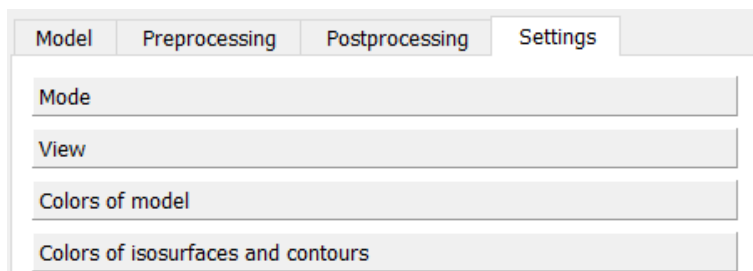 Model Preprocessing Postprocessing Settings
Mode
View
Colors of model
Colors of isosurfaces and contours